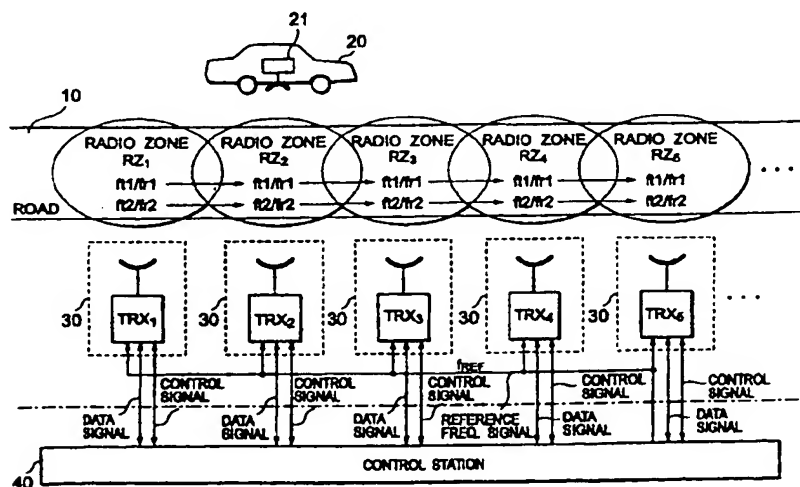 21
20
10
RADIO ZONE RZ1
RADIO ZONE RZ2
RADIO ZONE RZ3
RADIO ZONE RZ4
RADIO ZONE RZ5
ft1/fr1 ft1/fr1 ft1/fr1 ft1/fr1 ft1/fr1
ft2/fr2 ft2/fr2 ft2/fr2 ft2/fr2 ft2/fr2
...
ROAD
30 30 30 30 30
TRX1 TRX2 TRX3 TRX4 TRX5
...
fREF
CONTROL SIGNAL
CONTROL SIGNAL
CONTROL SIGNAL
CONTROL SIGNAL
CONTROL SIGNAL
DATA SIGNAL
DATA SIGNAL
DATA SIGNAL
REFERENCE FREQ. SIGNAL
DATA SIGNAL
DATA SIGNAL
40
CONTROL STATION